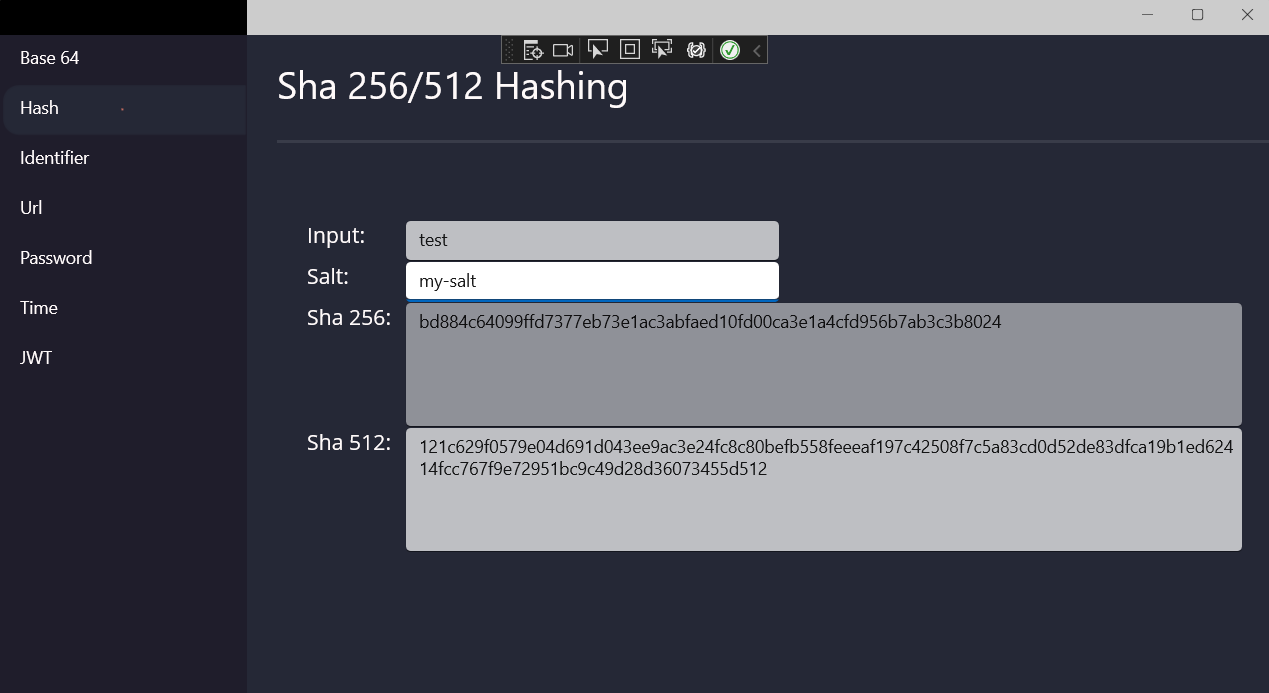 Base 64
Hash
Identifier
Url
Password
Time
JWT
Sha 256/512 Hashing
Input:
test
Salt:
my-salt
Sha 256:
bd884c64099ffd7377eb73e1ac3abfaed10fd00ca3e1a4cfd956b7ab3c3b8024
Sha 512:
121c629f0579e04d691d043ee9ac3e24fc8c80befb558feeeaf197c42508f7c5a83cd0d52de83dfca19b1ed624
14fcc767f9e72951bc9c49d28d36073455d512